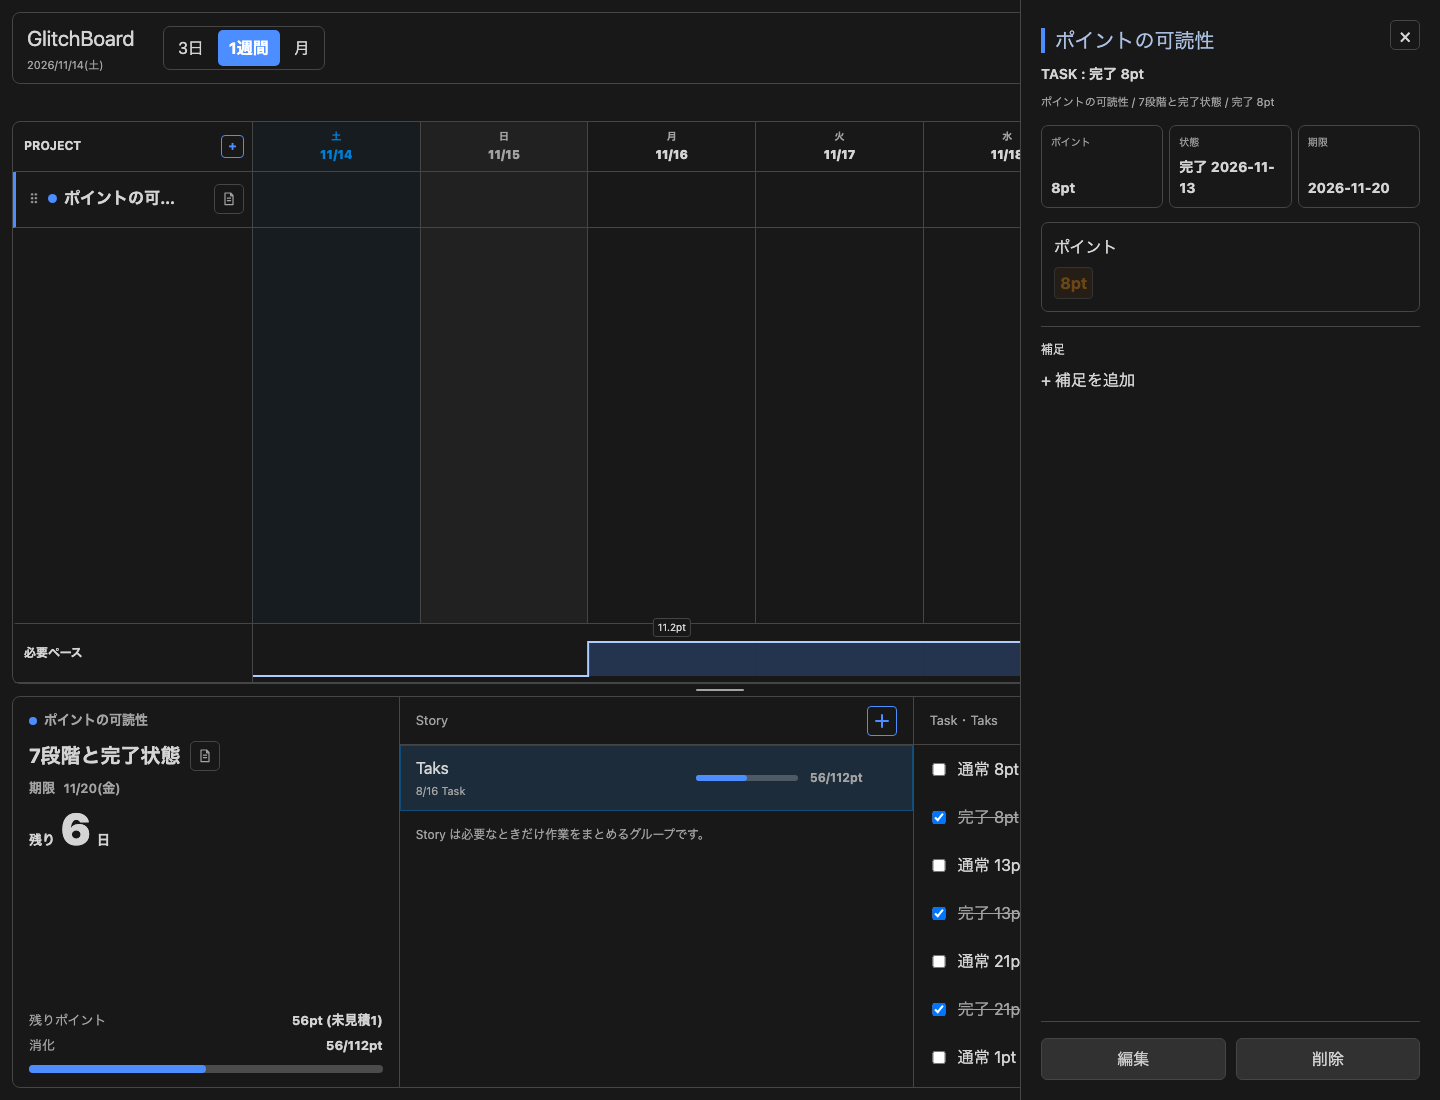 GlitchBoard
2026/11/14(土)
3日
1週間
月
PROJECT
+
土
11/14
日
11/15
月
11/16
火
11/17
水
11/18
ポイントの可...
必要ペース
11.2pt
ポイントの可読性
7段階と完了状態
期限 11/20(金)
残り 6 日
残りポイント 56pt (未見積1)
消化 56/112pt
Story
+
Taks
8/16 Task
56/112pt
Story は必要なときだけ作業をまとめるグループです。
Task・Taks
通常 8pt
完了 8pt
通常 13p
完了 13p
通常 21p
完了 21p
通常 1pt
ポイントの可読性
×
TASK : 完了 8pt
ポイントの可読性 / 7段階と完了状態 / 完了 8pt
ポイント
8pt
状態
完了 2026-11-
13
期限
2026-11-20
ポイント
8pt
補足
+ 補足を追加
編集
削除